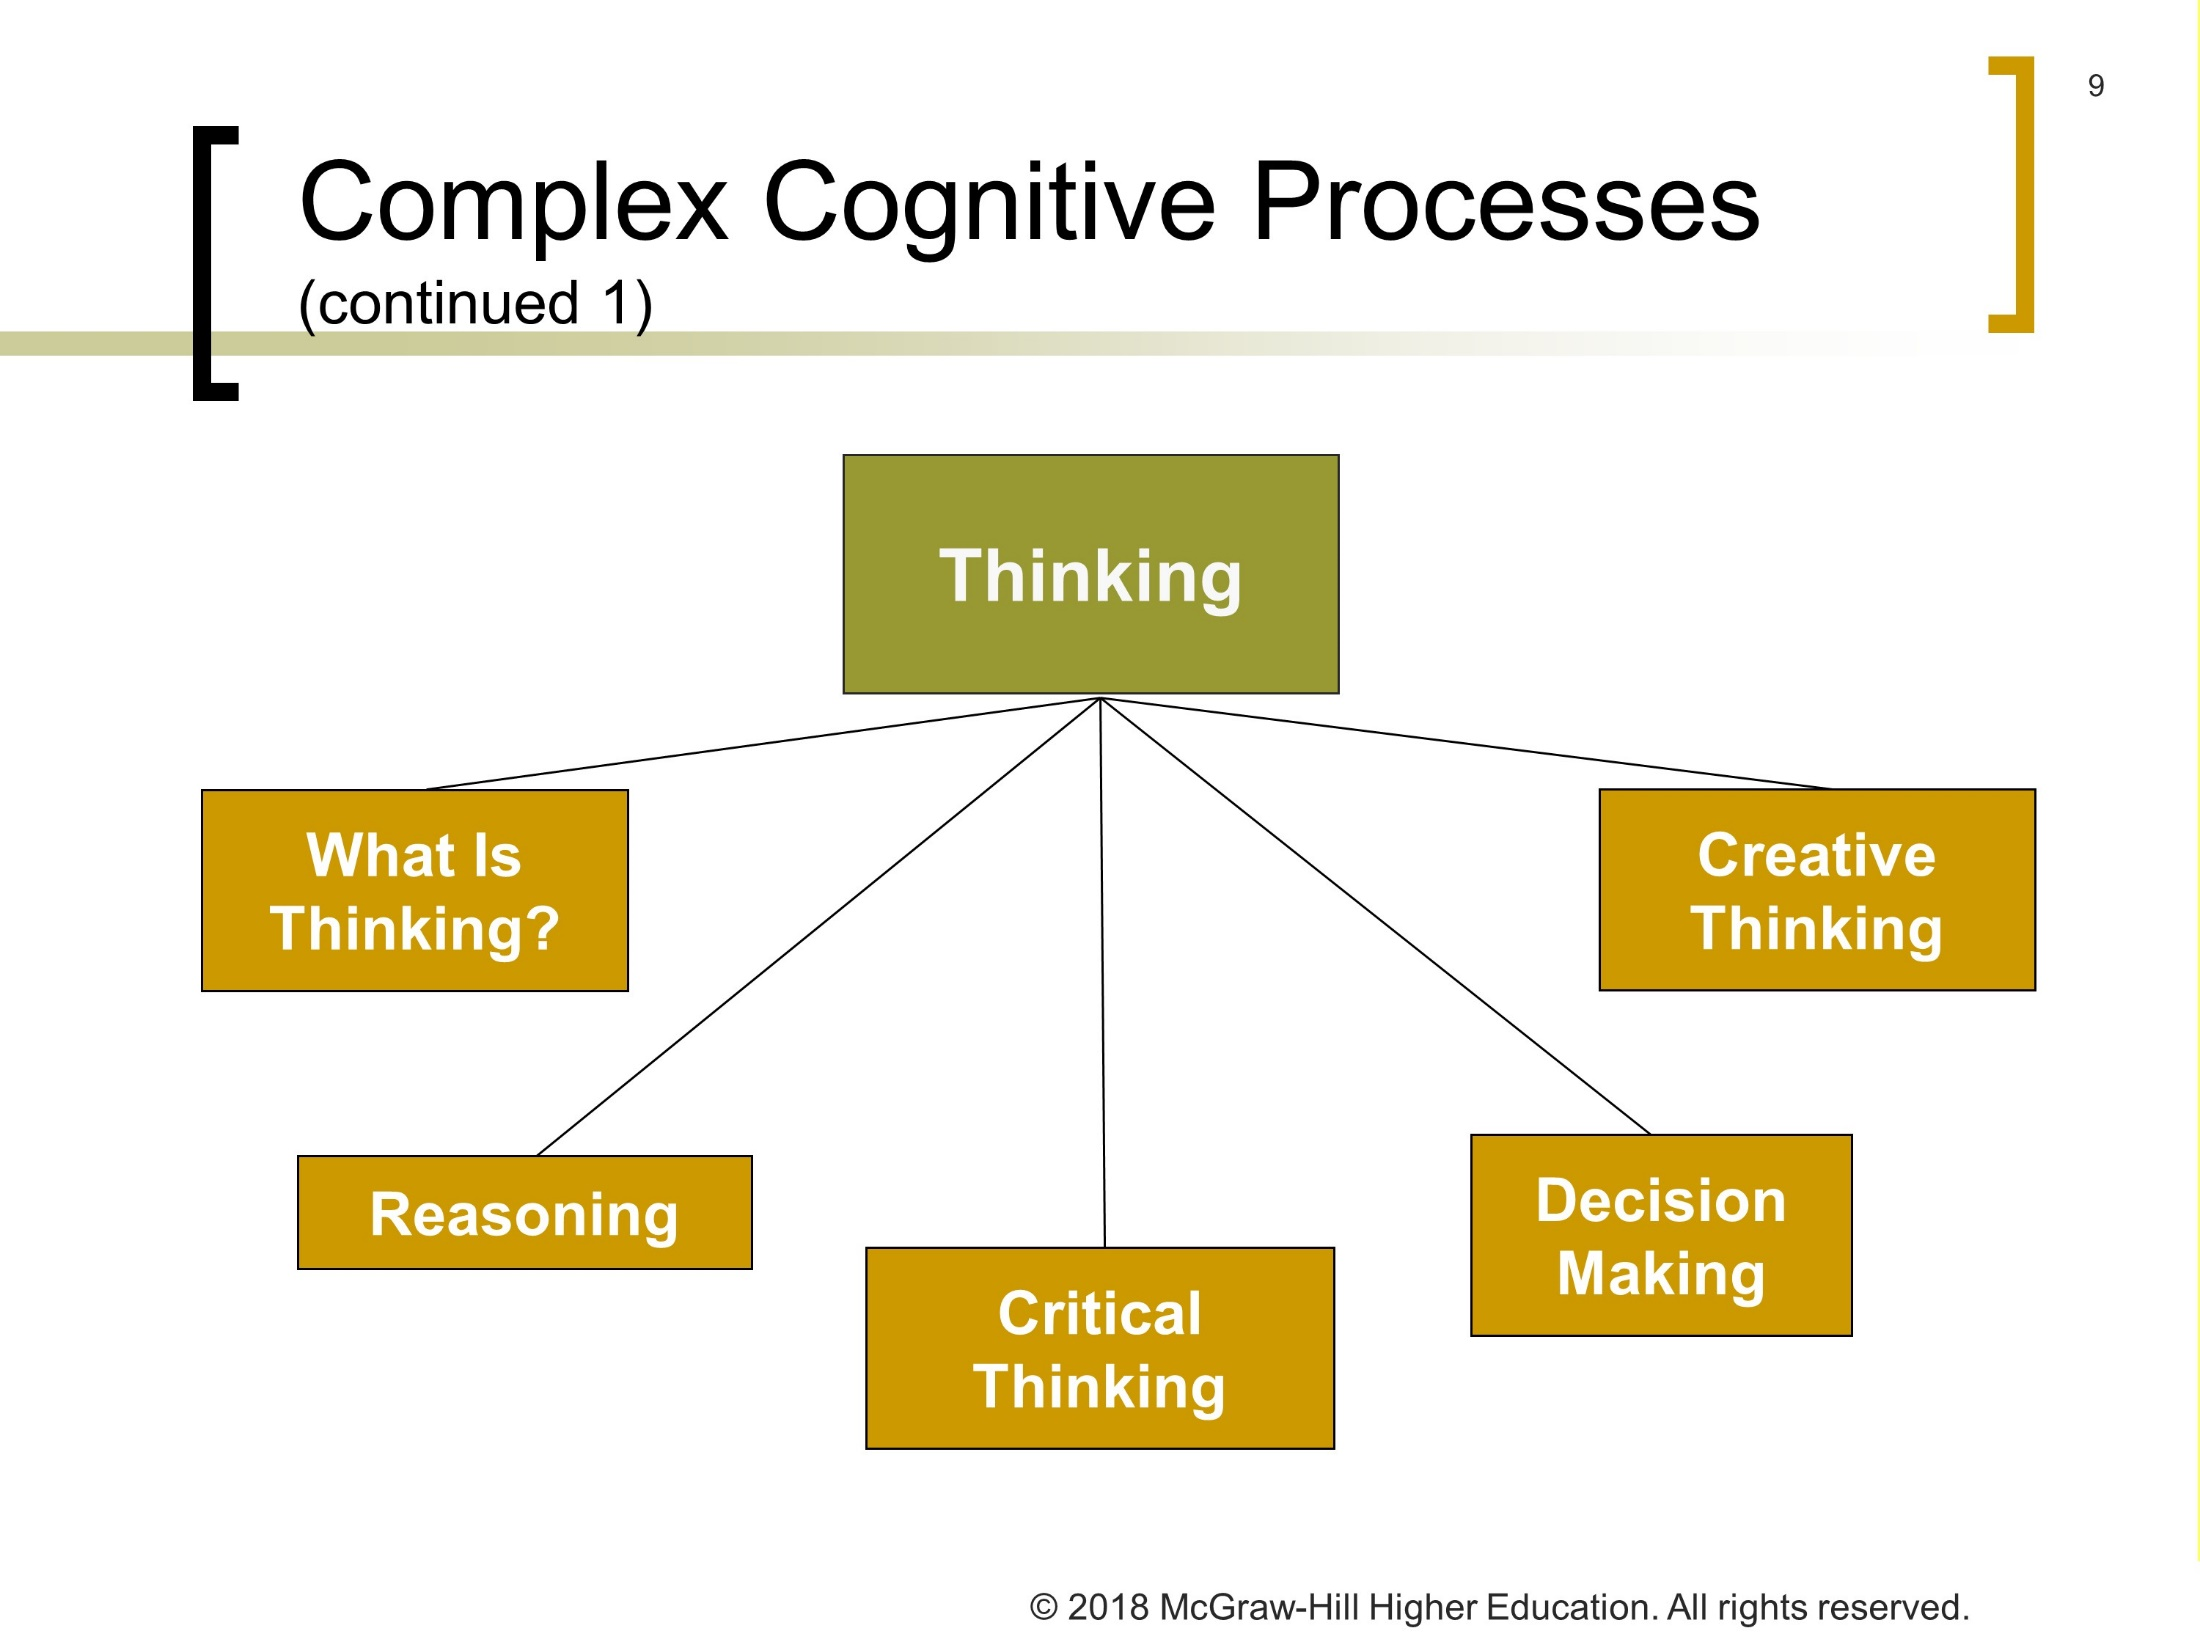 9
Complex Cognitive Processes
(continued 1)
Thinking
What Is
Thinking?
Creative
Thinking
Reasoning
Critical
Thinking
Decision
Making
© 2018 McGraw-Hill Higher Education. All rights reserved.